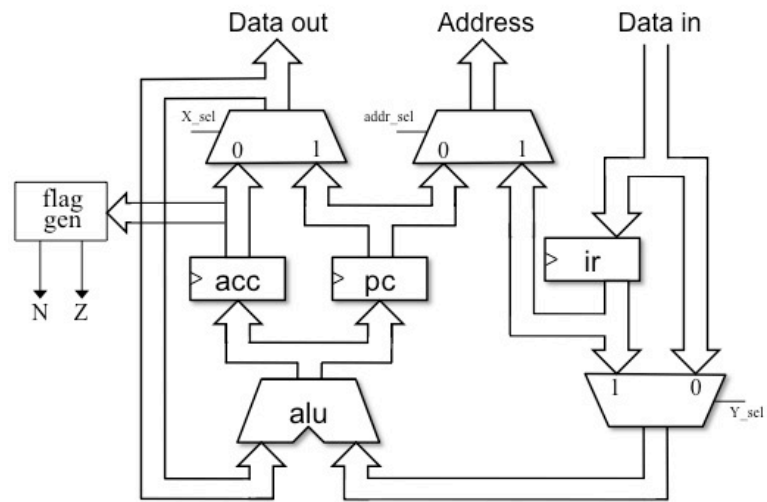 Data out
Address
Data in
X_sel
addr_sel
0
1
0
1
flag
gen
acc
pc
ir
N
Z
1
0
alu
Y_sel